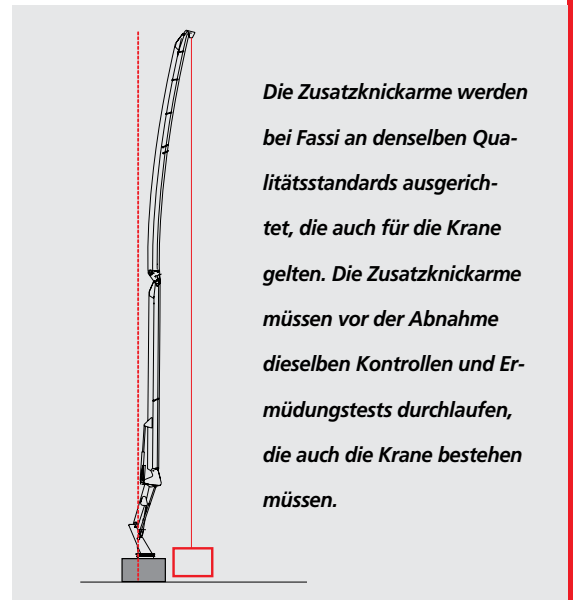 Die Zusatzknickarme werden
bei Fassi an denselben Qua-
litätsstandards ausgerich-
tet, die auch für die Krane
gelten. Die Zusatzknickarme
müssen vor der Abnahme
dieselben Kontrollen und Er-
müdungstests durchlaufen,
die auch die Krane bestehen
müssen.